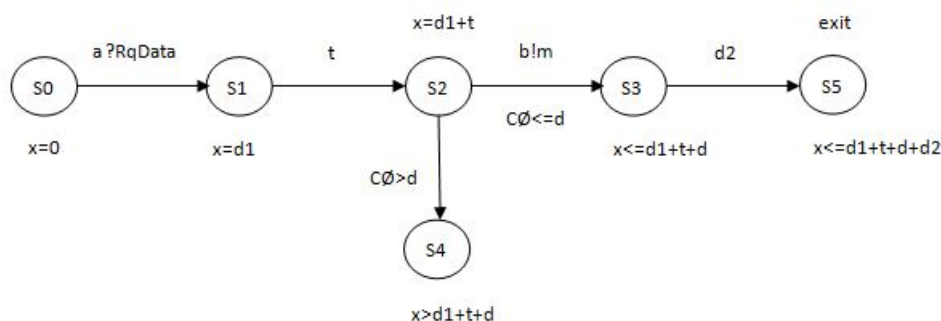 x=d1+t
exit
a ?RqData
t
b!m
d2
S0
S1
S2
S3
S5
CØ<=d
x=0
x=d1
x<=d1+t+d
x<=d1+t+d+d2
CØ>d
S4
x>d1+t+d